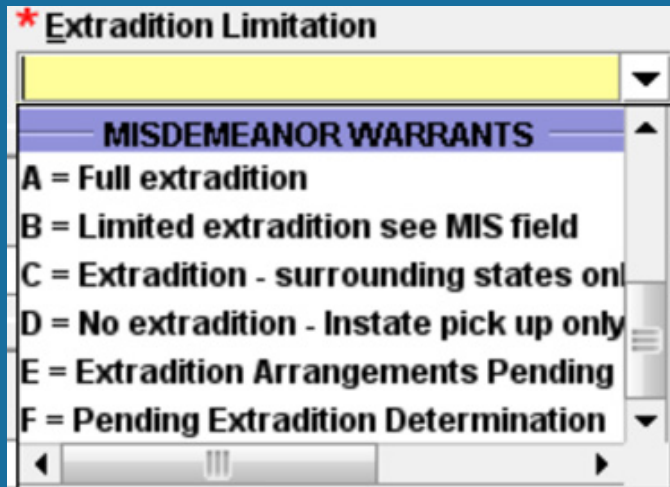 * Extradition Limitation
MISDEMEANOR WARRANTS
A = Full extradition
B = Limited extradition see MIS field
C = Extradition - surrounding states
D = No extradition - Instate pick up only
E = Extradition Arrangements Pending
F = Pending Extradition Determination